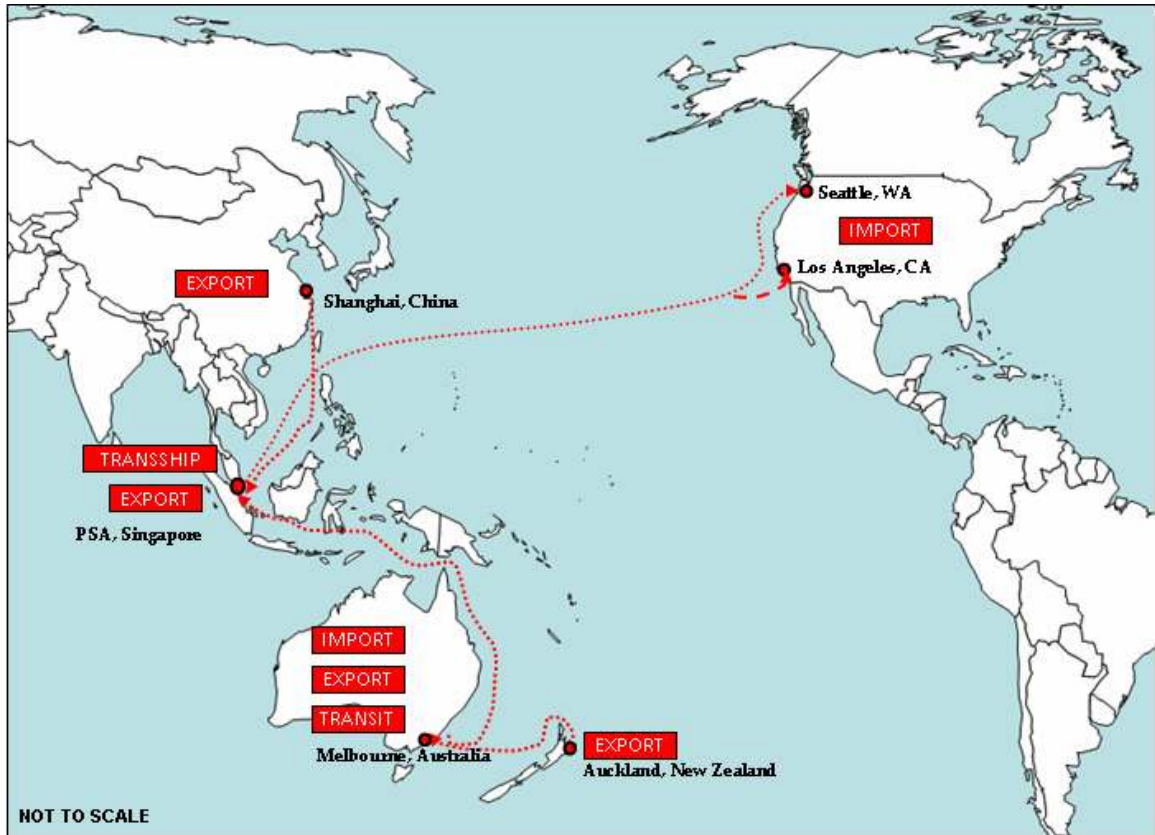 Seattle, WA
IMPORT
Los Angeles, CA
EXPORT
Shanghai, China
TRANSSHIP
EXPORT
PSA, Singapore
IMPORT
EXPORT
TRANSIT
Melbourne, Australia
EXPORT
Auckland, New Zealand
NOT TO SCALE